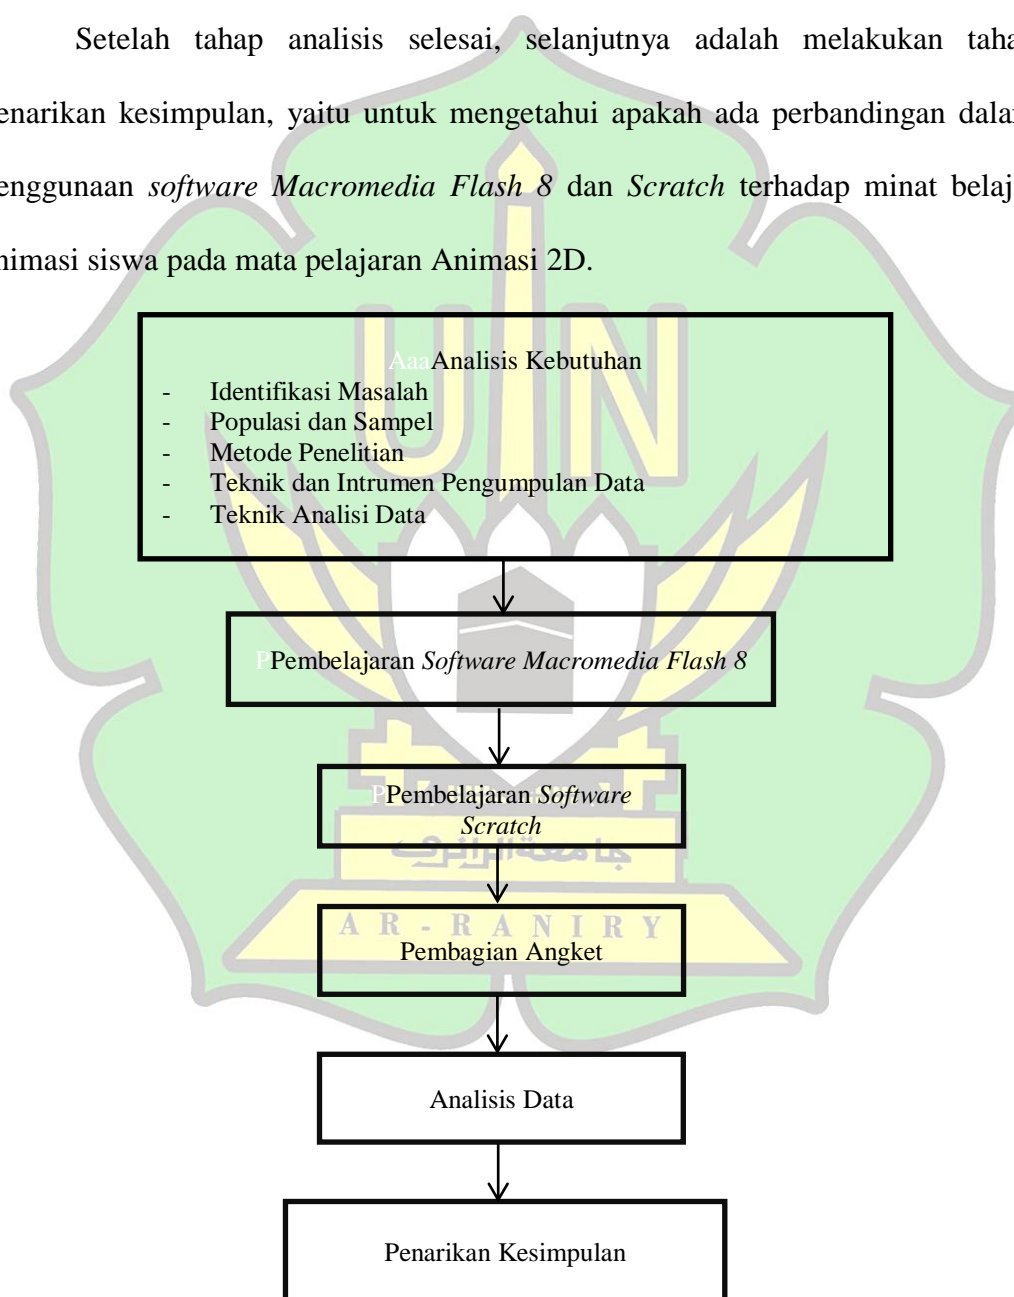 Setelah tahap analisis selesai, selanjutnya adalah melakukan taha
enarikan kesimpulan, yaitu untuk mengetahui apakah ada perbandingan dala
enggunaan software Macromedia Flash 8 dan Scratch terhadap minat belaj
nimasi siswa pada mata pelajaran Animasi 2D.
UIN
AaaAnalisis Kebutuhan
- Identifikasi Masalah
- Populasi dan Sampel
- Metode Penelitian
- Teknik dan Intrumen Pengumpulan Data
- Teknik Analisi Data
PPembelajaran Software Macromedia Flash 8
PPembelajaran Software
Scratch
جامعة الرانري
AR-RANIRY
Pembagian Angket
Analisis Data
Penarikan Kesimpulan